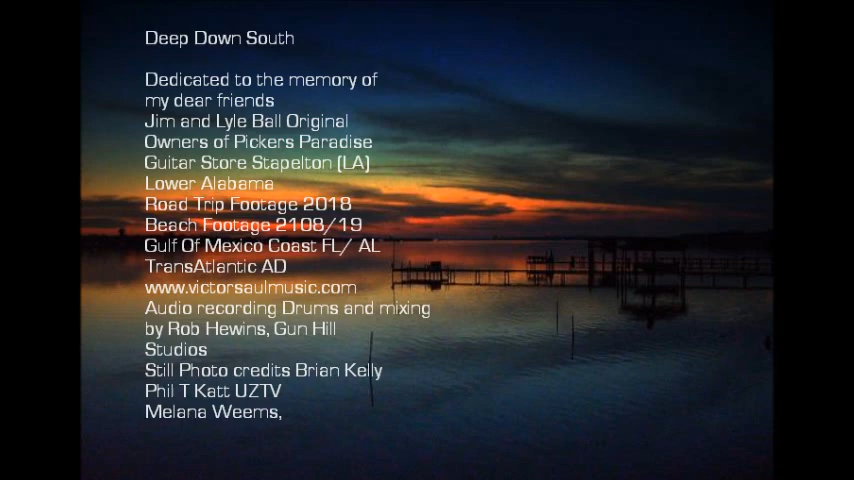 Deep Down South
Dedicated to the memory of
my dear friends
Jim and Lyle Ball Original
Owners of Pickers Paradise
Guitar Store Stapelton (LA)
Lower Alabama
Road Trip Footage 2018
Beach Footage 2108/19
Gulf Of Mexico Coast FL/ AL
TransAtlantic AD
www.victorsaulmusic.com
Audio recording Drums and mixing
by Rob Hewins, Gun Hill
Studios
Still Photo credits Brian Kelly
Phil T Katt UZTV
Melana Weems,